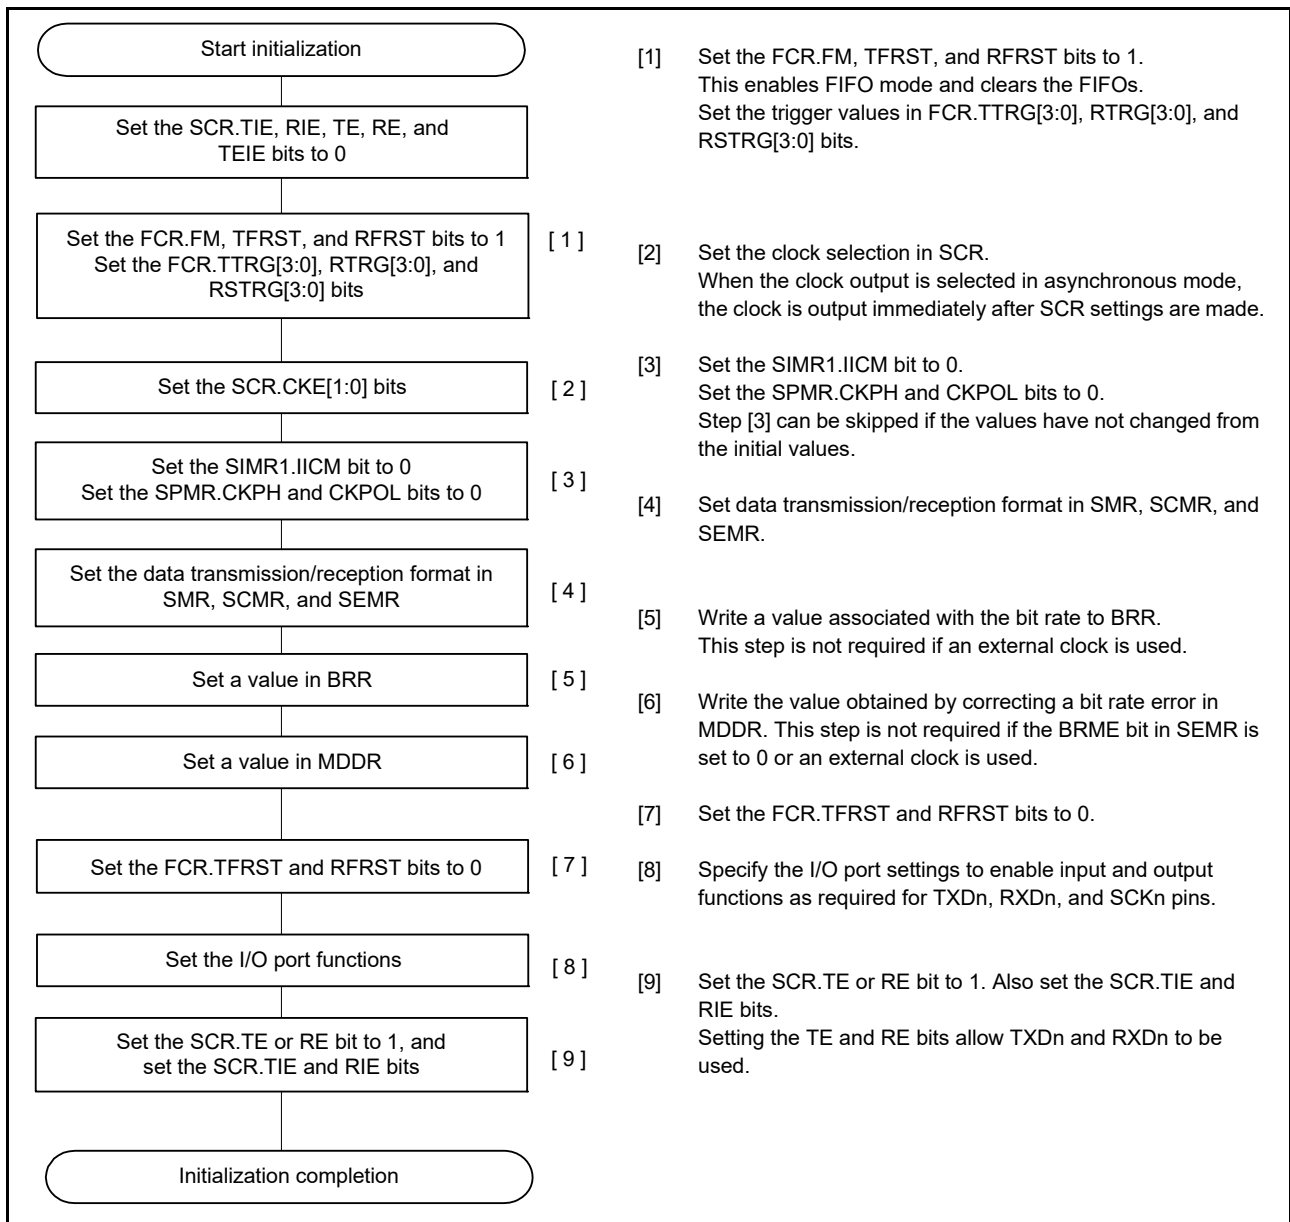 Start initialization
Set the SCR.TIE, RIE, TE, RE, and
TEIE bits to 0
Set the FCR.FM, TFRST, and RFRST bits to 1
Set the FCR.TTRG[3:0], RTRG[3:0], and
RSTRG[3:0] bits
[ 1 ]
Set the SCR.CKE[1:0] bits
[ 2 ]
Set the SIMR1.IICM bit to 0
Set the SPMR.CKPH and CKPOL bits to 0
[ 3 ]
Set the data transmission/reception format in
SMR, SCMR, and SEMR
[ 4 ]
Set a value in BRR
[ 5 ]
Set a value in MDDR
[ 6 ]
Set the FCR.TFRST and RFRST bits to 0
[ 7 ]
Set the I/O port functions
[ 8 ]
Set the SCR.TE or RE bit to 1, and
set the SCR.TIE and RIE bits
[ 9 ]
Initialization completion
[1] Set the FCR.FM, TFRST, and RFRST bits to 1.
This enables FIFO mode and clears the FIFOs.
Set the trigger values in FCR.TTRG[3:0], RTRG[3:0], and
RSTRG[3:0] bits.
[2] Set the clock selection in SCR.
When the clock output is selected in asynchronous mode,
the clock is output immediately after SCR settings are made.
[3] Set the SIMR1.IICM bit to 0.
Set the SPMR.CKPH and CKPOL bits to 0.
Step [3] can be skipped if the values have not changed from
the initial values.
[4] Set data transmission/reception format in SMR, SCMR, and
SEMR.
[5] Write a value associated with the bit rate to BRR.
This step is not required if an external clock is used.
[6] Write the value obtained by correcting a bit rate error in
MDDR. This step is not required if the BRME bit in SEMR is
set to 0 or an external clock is used.
[7] Set the FCR.TFRST and RFRST bits to 0.
[8] Specify the I/O port settings to enable input and output
functions as required for TXDn, RXDn, and SCKn pins.
[9] Set the SCR.TE or RE bit to 1. Also set the SCR.TIE and
RIE bits.
Setting the TE and RE bits allow TXDn and RXDn to be
used.